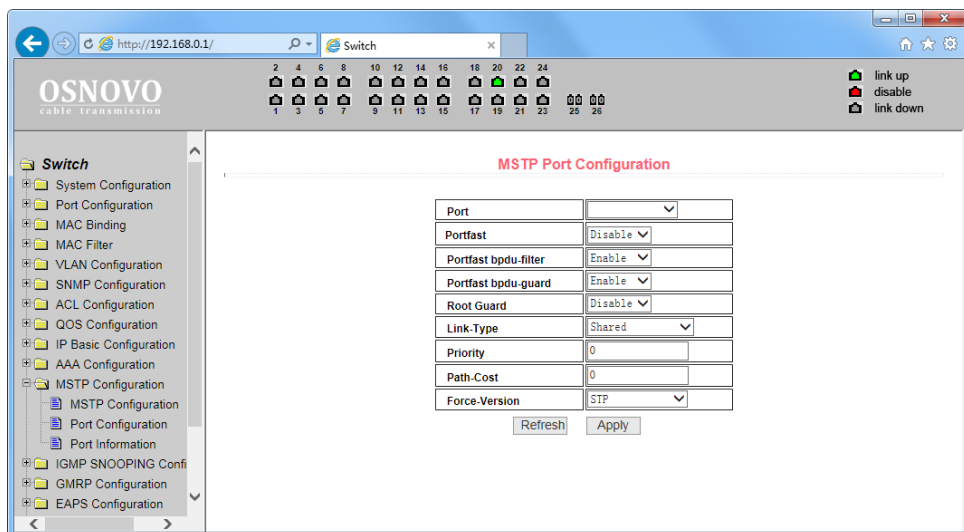 http://192.168.0.1/
Switch
OSNOVO
cable transmission
2 4 6 8 10 12 14 16 18 20 22 24
1 3 5 7 9 11 13 15 17 19 21 23 25 26
link up
disable
link down
Switch
System Configuration
Port Configuration
MAC Binding
MAC Filter
VLAN Configuration
SNMP Configuration
ACL Configuration
QOS Configuration
IP Basic Configuration
AAA Configuration
MSTP Configuration
MSTP Configuration
Port Configuration
Port Information
IGMP SNOOPING Confi
GMRP Configuration
EAPS Configuration
MSTP Port Configuration
Port
Portfast Disable
Portfast bpdu-filter Enable
Portfast bpdu-guard Enable
Root Guard Disable
Link-Type Shared
Priority 0
Path-Cost 0
Force-Version STP
Refresh Apply